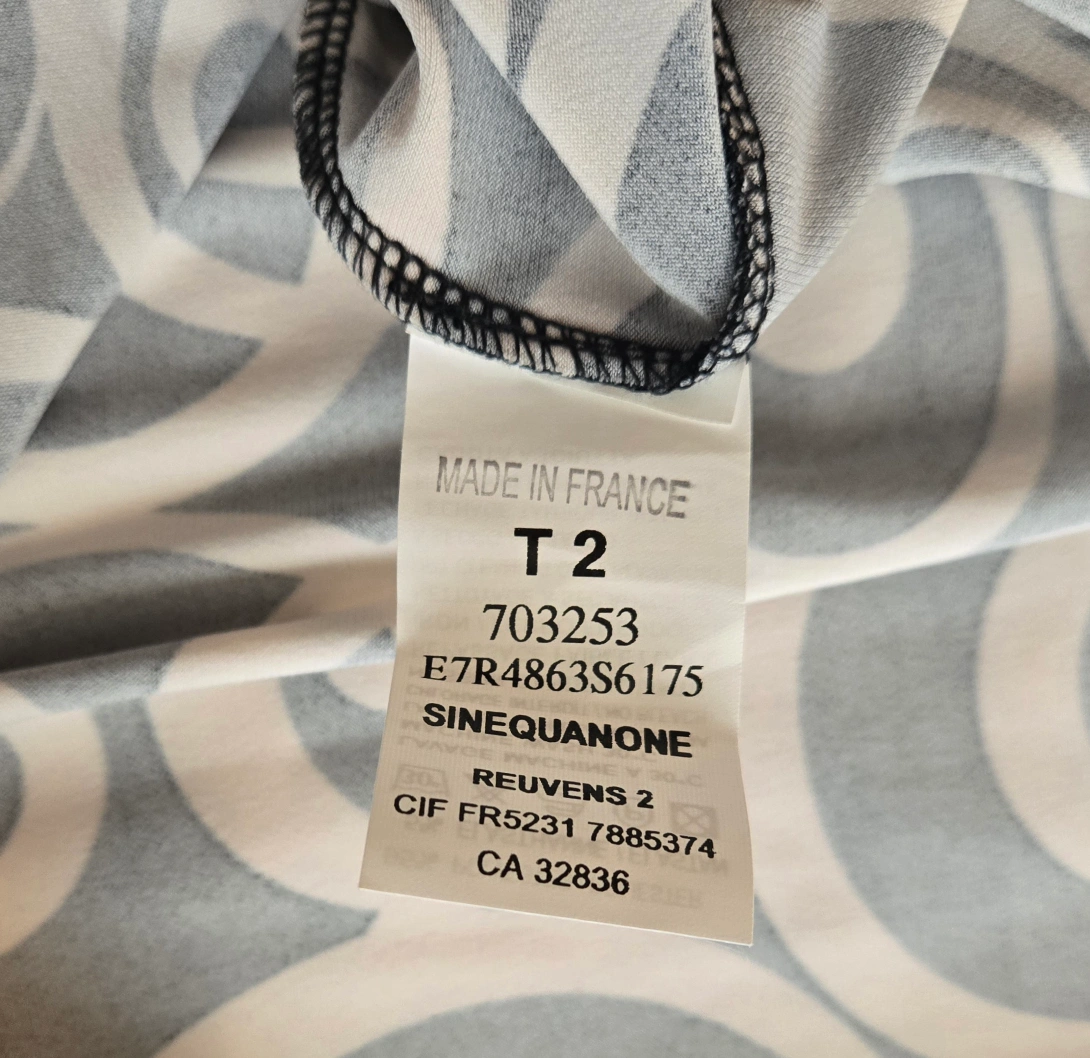 MADE IN FRANCE
T 2
703253
E7R4863S6175
SINEQUANONE
REUVENS 2
CIF FR5231 7885374
CA 32836